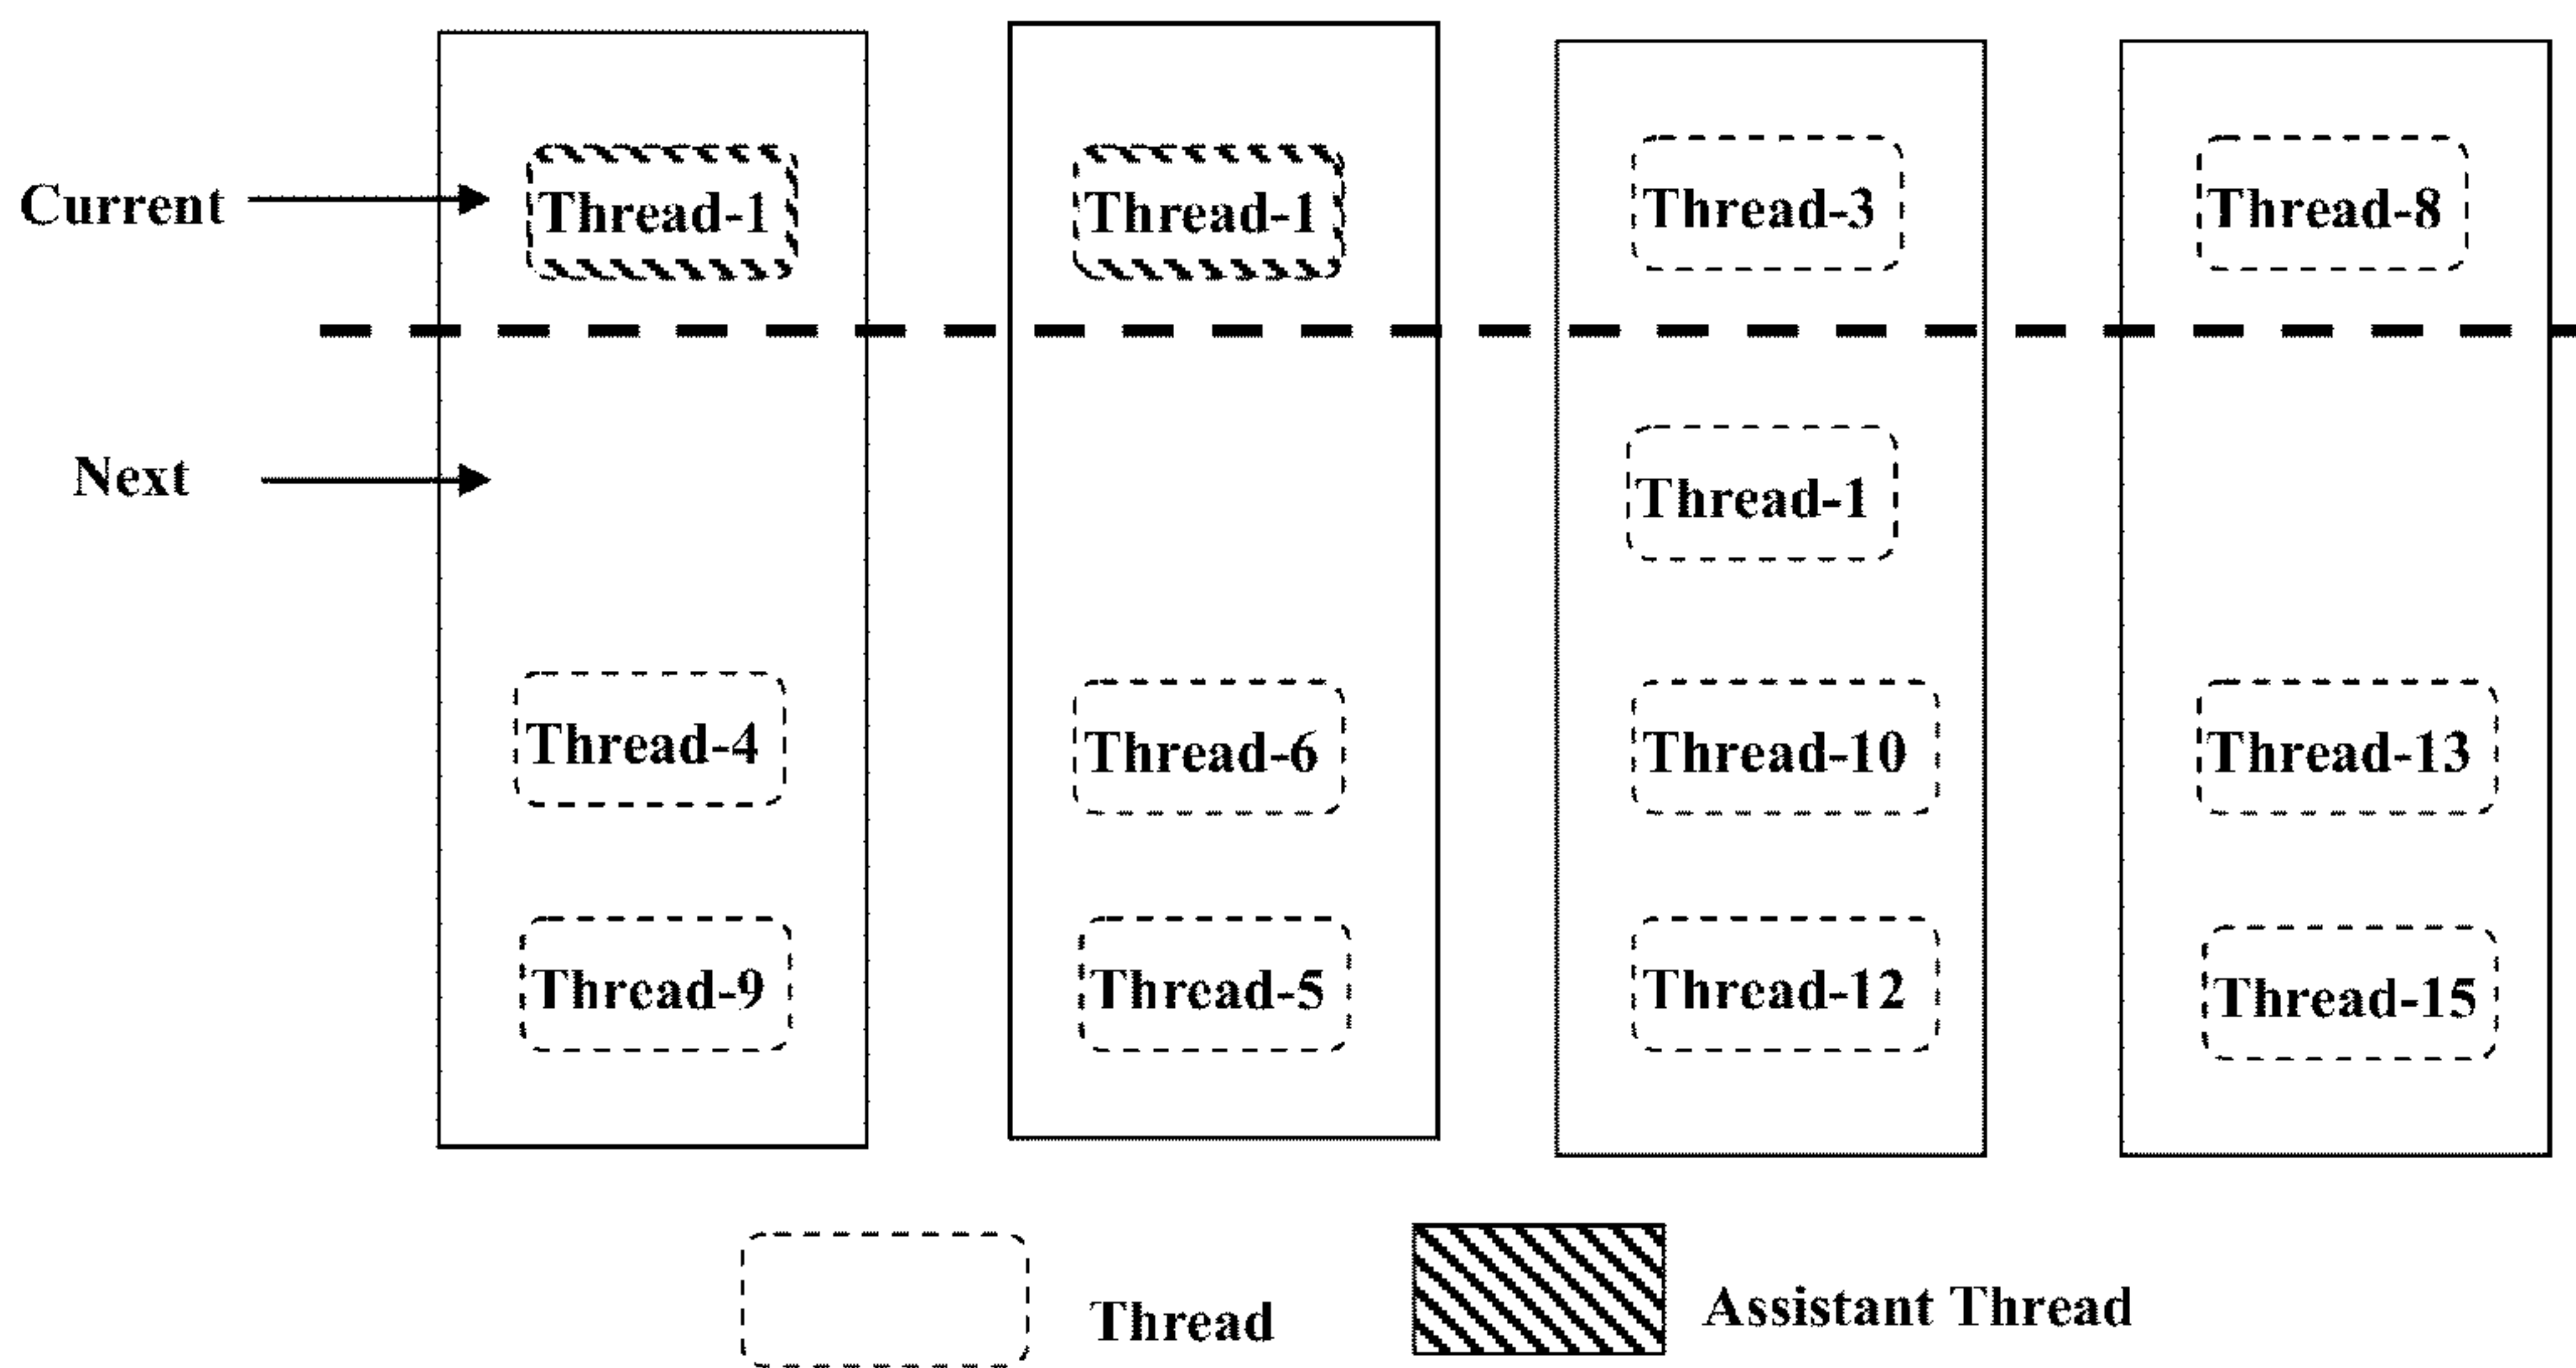 Current
Thread-1
Thread-1
Thread-3
Thread-8
Next
Thread-1
Thread-4
Thread-6
Thread-10
Thread-13
Thread-9
Thread-5
Thread-12
Thread-15
Thread
Assistant Thread